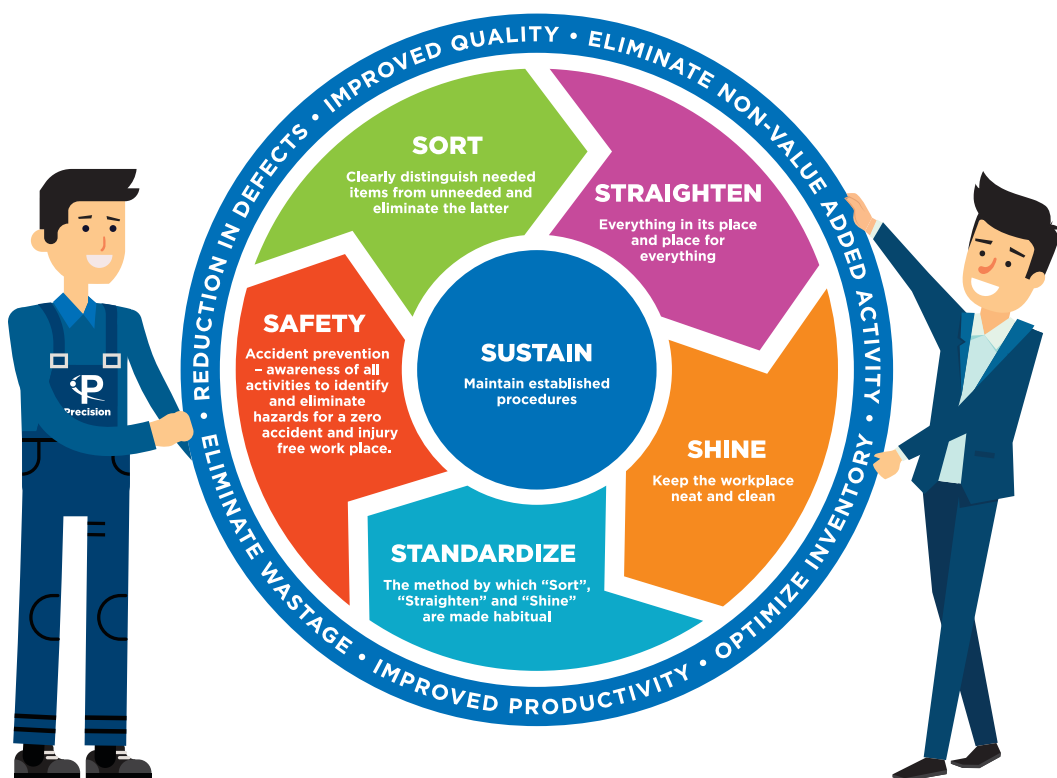 REDUCTION IN DEFECTS • IMPROVED QUALITY • ELIMINATE NON-VALUE ADDED ACTIVITY •
OPTIMIZE INVENTORY • IMPROVED PRODUCTIVITY • ELIMINATE WASTAGE •
SORT
Clearly distinguish needed
items from unneeded and
eliminate the latter
STRAIGHTEN
Everything in its place
and place for
everything
SHINE
Keep the workplace
neat and clean
STANDARDIZE
The method by which “Sort”,
“Straighten” and “Shine”
are made habitual
SAFETY
Accident prevention
– awareness of all
activities to identify
and eliminate
hazards for a zero
accident and injury
free work place.
SUSTAIN
Maintain established
procedures
P
Precision